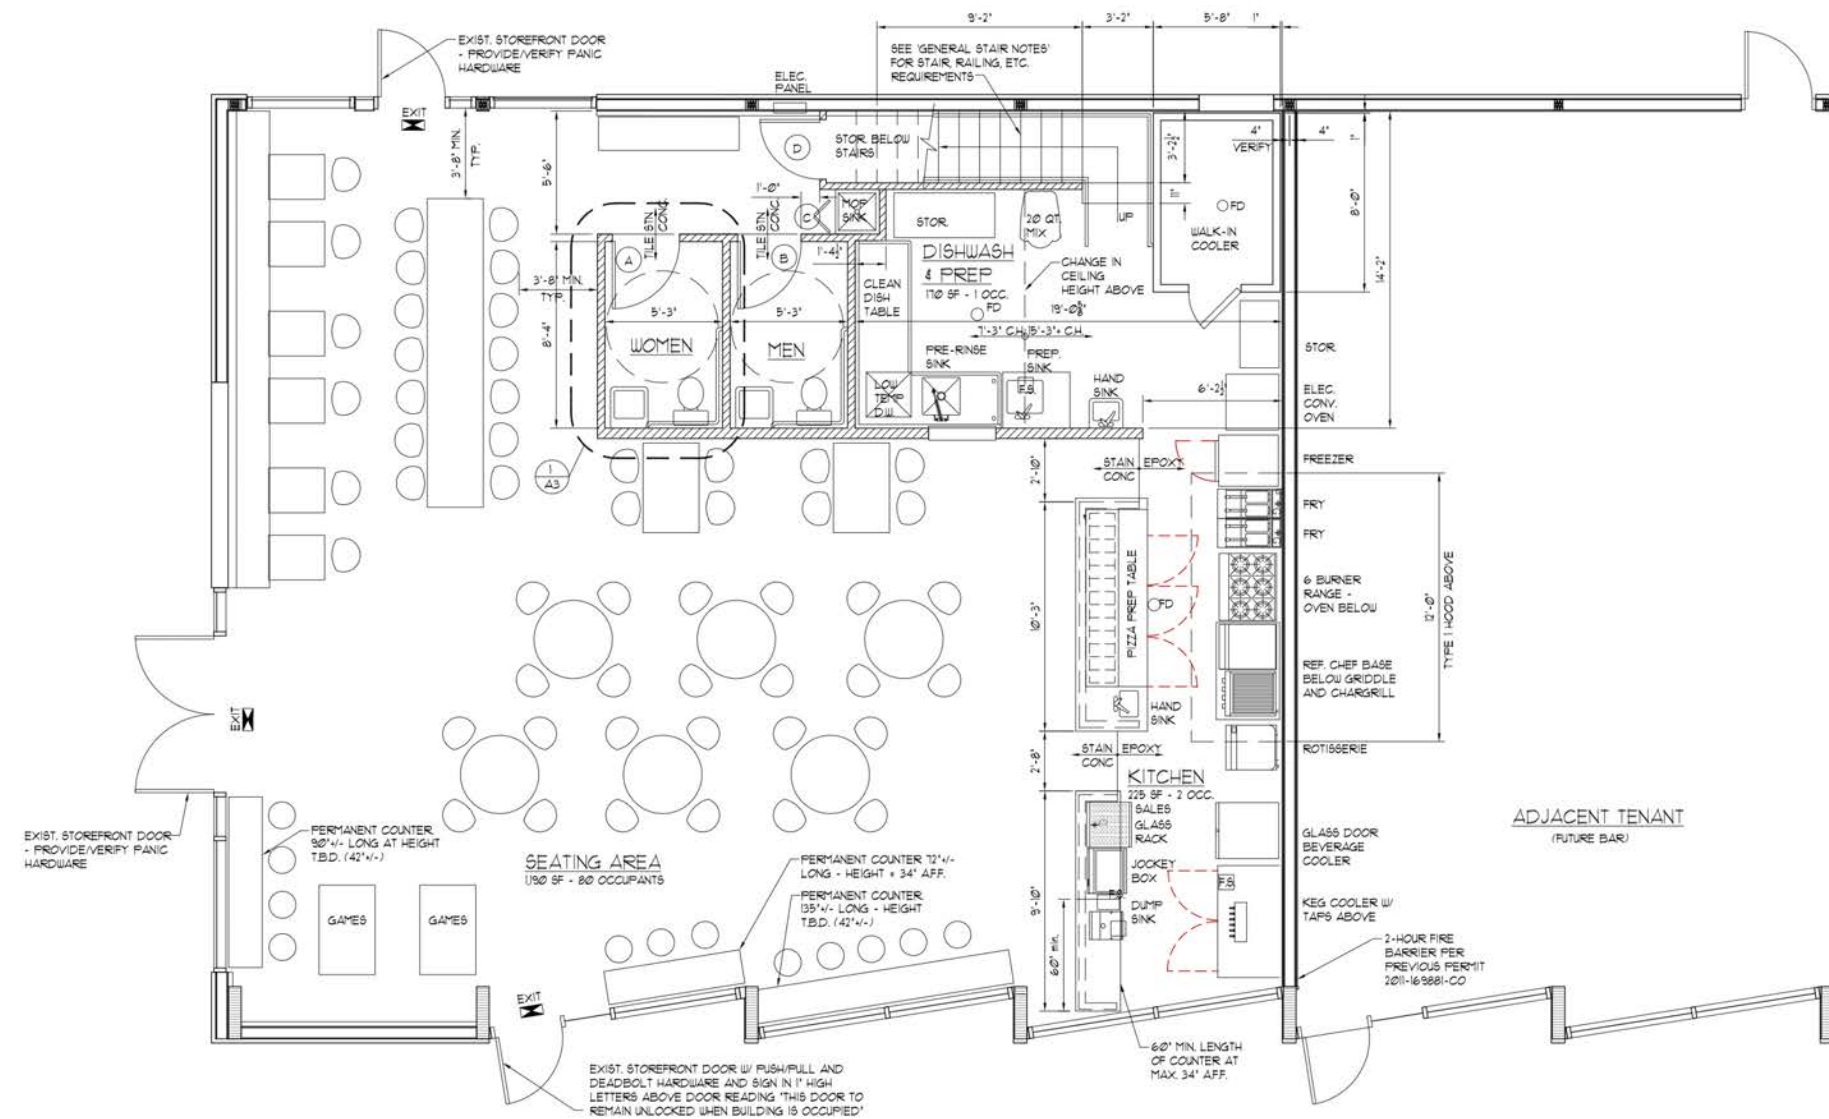 9'-2"
3'-2"
5'-8"
1"
EXIST. STOREFRONT DOOR
- PROVIDE/VERIFY PANIC
HARDWARE
SEE 'GENERAL STAIR NOTES'
FOR STAIR, RAILING, ETC.
REQUIREMENTS
ELEC.
PANEL
EXIT
3'-8" MIN.
TYP.
5'-6"
D
STOR. BELOW
STAIRS
3'-2½"
11"
4"
VERIFY
4"
1"
8'-0"
14'-2"
1'-0"
C
MOP
SINK
STOR.
20 QT.
MIX
UP
FD
WALK-IN
COOLER
TILE STN
CONC.
TILE STN
CONC.
A
B
1'-4½"
DISHWASH
& PREP
170 SF - 1 OCC.
FD
CHANGE IN
CEILING
HEIGHT ABOVE
CLEAN
DISH
TABLE
3'-8" MIN.
TYP.
8'-4"
5'-3"
5'-3"
19'-0⅝"
7'-3" C.H.
15'-3"+ C.H.
WOMEN
MEN
PRE-RINSE
SINK
PREP.
SINK
F.S.
HAND
SINK
LOW
TEMP
D.W.
6'-2½"
STOR.
ELEC.
CONV.
OVEN
1
A3
2'-10"
STAIN
CONC
EPOXY
FREEZER
FRY
FRY
10'-3"
PIZZA PREP TABLE
FD
6 BURNER
RANGE -
OVEN BELOW
12'-0"
TYPE 1 HOOD ABOVE
REF. CHEF BASE
BELOW GRIDDLE
AND CHARGRILL
HAND
SINK
EXIT
2'-8"
STAIN
CONC
EPOXY
ROTISSERIE
KITCHEN
225 SF - 2 OCC.
SALES
GLASS
RACK
JOCKEY
BOX
F.S.
DUMP
SINK
9'-10"
60" min.
GLASS DOOR
BEVERAGE
COOLER
F.S.
KEG COOLER W/
TAPS ABOVE
ADJACENT TENANT
(FUTURE BAR)
EXIST. STOREFRONT DOOR
- PROVIDE/VERIFY PANIC
HARDWARE
PERMANENT COUNTER
90"+/- LONG AT HEIGHT
T.B.D. (42"+/-)
SEATING AREA
1190 SF - 80 OCCUPANTS
PERMANENT COUNTER 72"+/-
LONG - HEIGHT = 34" A.F.F.
PERMANENT COUNTER
135"+/- LONG - HEIGHT
T.B.D. (42"+/-)
GAMES
GAMES
2-HOUR FIRE
BARRIER PER
PREVIOUS PERMIT
2011-169881-CO
EXIT
60" MIN. LENGTH
OF COUNTER AT
MAX. 34" A.F.F.
EXIST. STOREFRONT DOOR W/ PUSH/PULL AND
DEADBOLT HARDWARE AND SIGN IN 1" HIGH
LETTERS ABOVE DOOR READING "THIS DOOR TO
REMAIN UNLOCKED WHEN BUILDING IS OCCUPIED"